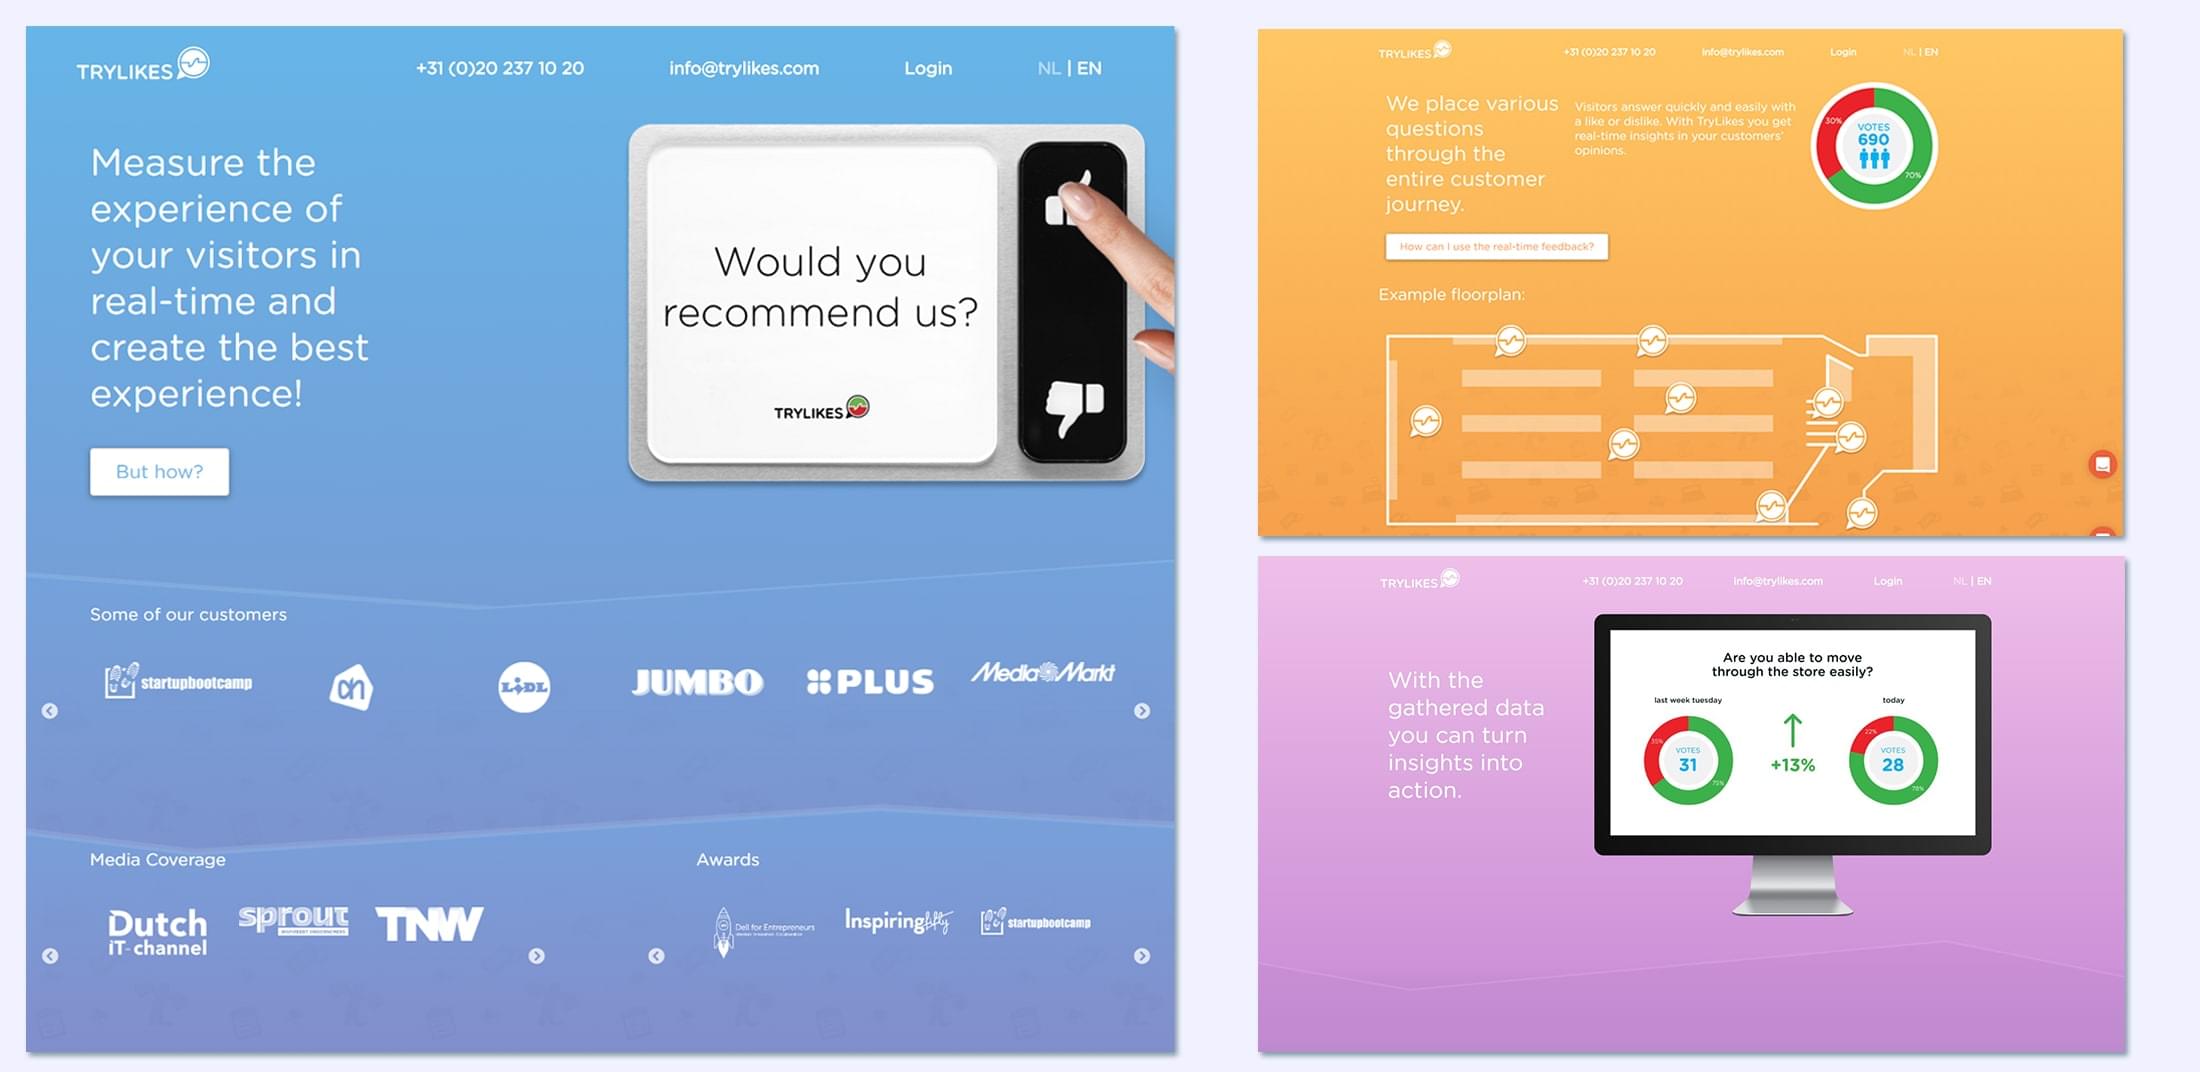 TRYLIKES
+31 (0)20 237 10 20
info@trylikes.com
Login
NL | EN
Measure the
experience of
your visitors in
real-time and
create the best
experience!
But how?
Would you
recommend us?
TRYLIKES
Some of our customers
startupbootcamp
ah
LiDL
JUMBO
PLUS
Media Markt
Media Coverage
Dutch
iT-channel
sprout
TNW
Awards
Dell for Entrepreneurs
Inspiringfifty
startupbootcamp
TRYLIKES
+31 (0)20 237 10 20
info@trylikes.com
Login
NL | EN
We place various
questions
through the
entire customer
journey.
Visitors answer quickly and easily with
a like or dislike. With TryLikes you get
real-time insights in your customers'
opinions.
30%
VOTES
690
70%
How can I use the real-time feedback?
Example floorplan:
TRYLIKES
+31 (0)20 237 10 20
info@trylikes.com
Login
NL | EN
With the
gathered data
you can turn
insights into
action.
Are you able to move
through the store easily?
last week tuesday
VOTES
31
+13%
today
22%
VOTES
28
78%